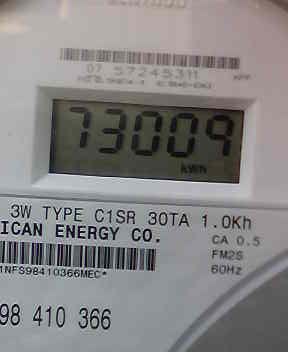 07 57245311
73009
kWh
3W TYPE C1SR 30TA 1.0Kh
ICAN ENERGY CO.
CA 0.5
FM2S
60Hz
1NFS98410366MEC*
98 410 366